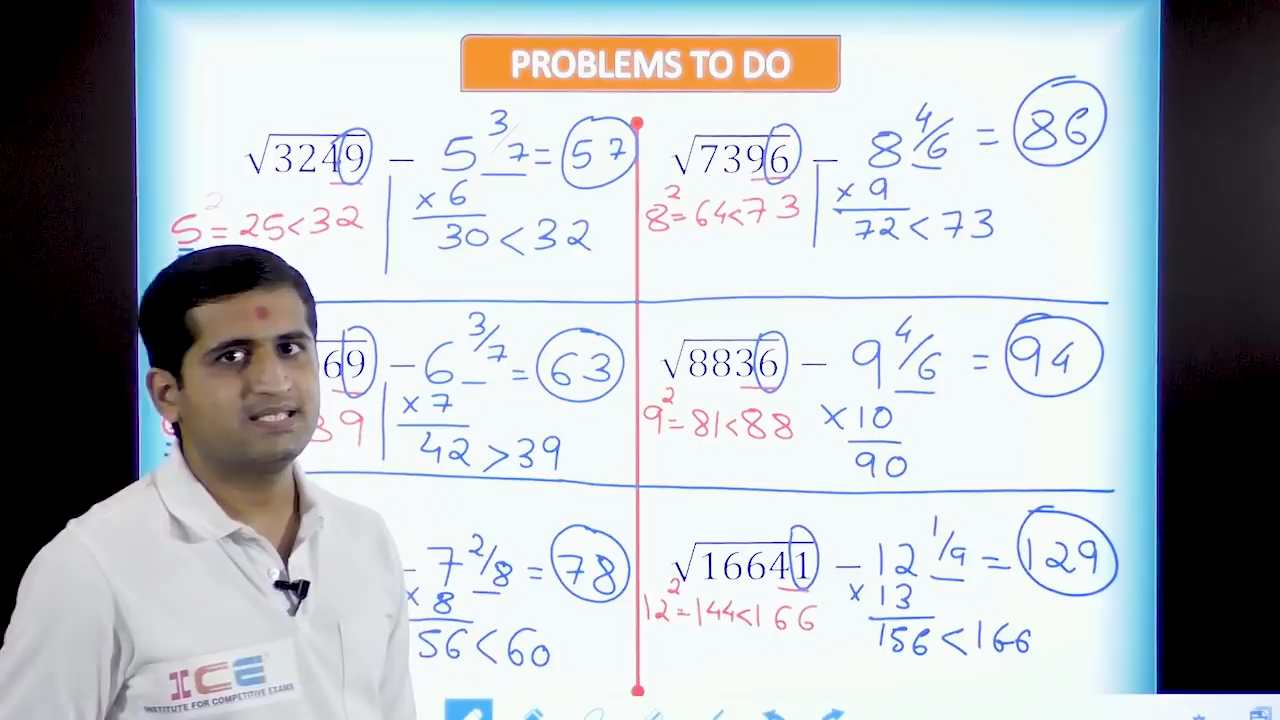 PROBLEMS TO DO
√3249 – 5 3/7 = 57
5² = 25 < 32
× 6
30 < 32
√7396 – 8 4/6 = 86
8² = 64 < 73
× 9
72 < 73
69 – 6 3/7 = 63
39
× 7
42 > 39
√8836 – 9 4/6 = 94
9² = 81 < 88
× 10
90
– 7 2/8 = 78
× 8
56 < 60
√16641 – 12 1/9 = 129
12² = 144 < 166
× 13
156 < 166
ICE
INSTITUTE FOR COMPETITIVE EXAMS